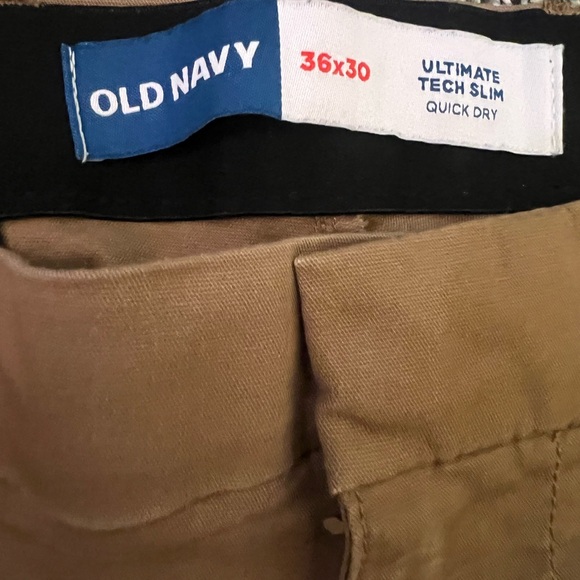 OLD NAVY
36x30
ULTIMATE
TECH SLIM
QUICK DRY